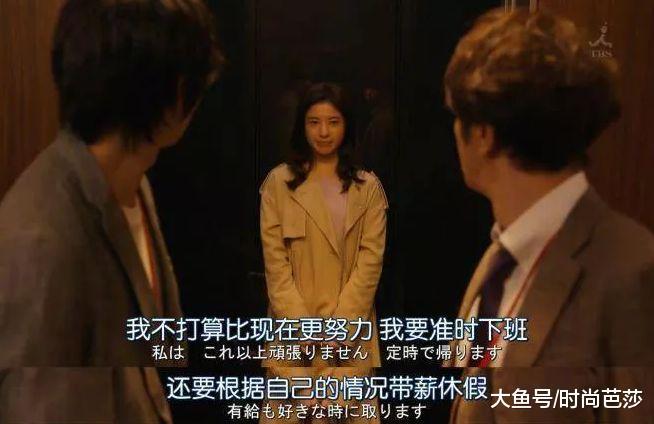 TBS
我不打算比现在更努力 我要准时下班
私は これ以上頑張りません 定時で帰ります
还要根据自己的情况带薪休假
有給も好きな時に取ります
大鱼号/时尚芭莎